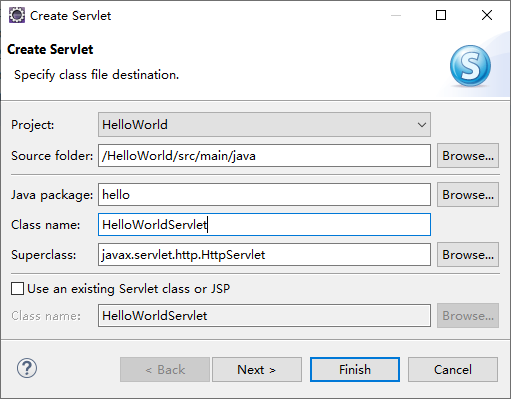 Create Servlet
Create Servlet
Specify class file destination.
S
Project: HelloWorld
Source folder: /HelloWorld/src/main/java Browse...
Java package: hello Browse...
Class name: HelloWorldServlet
Superclass: javax.servlet.http.HttpServlet Browse...
Use an existing Servlet class or JSP
Class name: HelloWorldServlet Browse...
? < Back Next > Finish Cancel